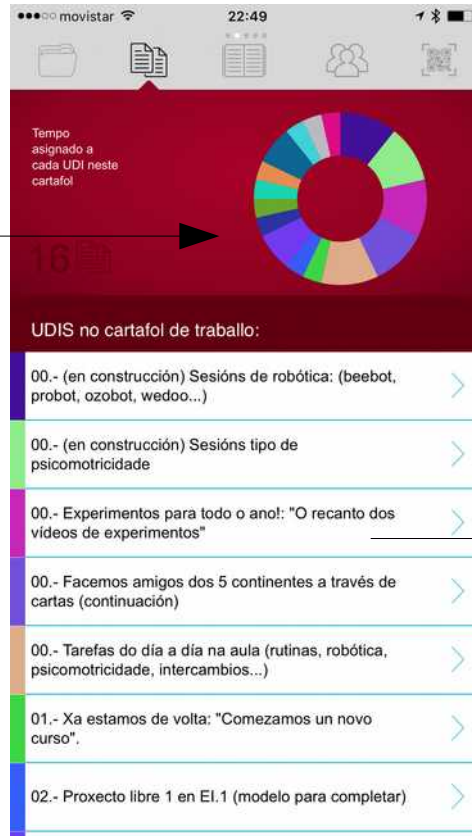 movistar 22:49
Tempo
asignado a
cada UDI neste
cartafol
16
UDIS no cartafol de traballo:
00.- (en construcción) Sesións de robótica: (beebot,
probot, ozobot, wedoo...)
00.- (en construcción) Sesións tipo de
psicomotricidade
00.- Experimentos para todo o ano!: "O recanto dos
vídeos de experimentos"
00.- Facemos amigos dos 5 continentes a través de
cartas (continuación)
00.- Tarefas do día a día na aula (rutinas, robótica,
psicomotricidade, intercambios...)
01.- Xa estamos de volta: "Comezamos un novo
curso".
02.- Proxecto libre 1 en EI.1 (modelo para completar)